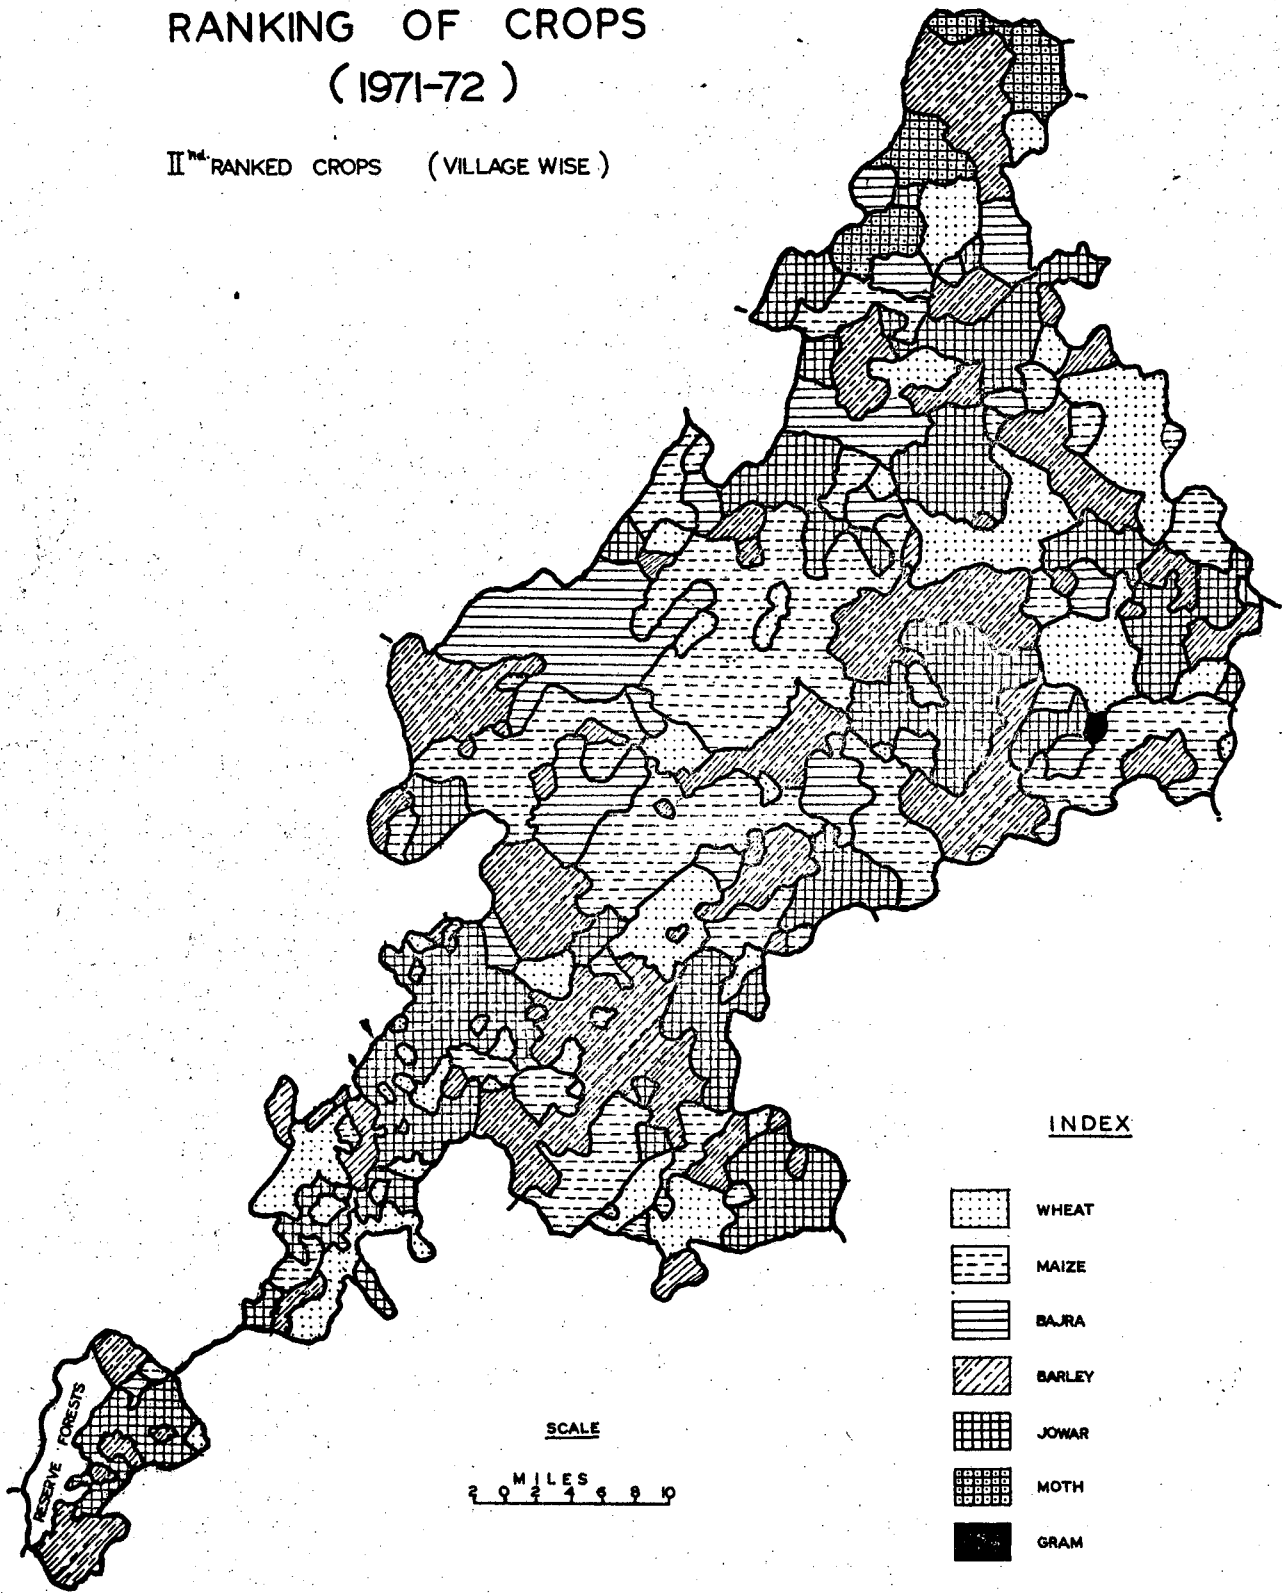 RANKING OF CROPS
(1971-72)
IInd. RANKED CROPS (VILLAGE WISE)
INDEX
WHEAT
MAIZE
BAJRA
BARLEY
JOWAR
MOTH
GRAM
SCALE
MILES
2 0 2 4 6 8 10
RESERVE FORESTS